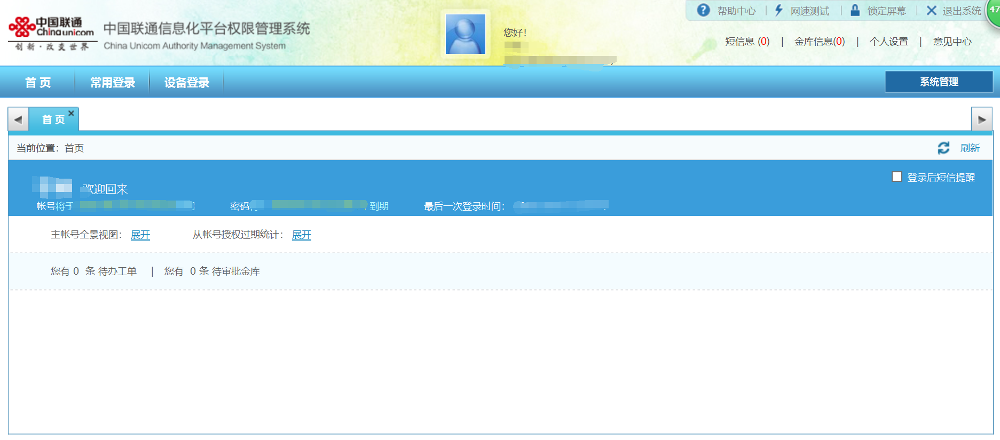 帮助中心 | 网速测试 | 锁定屏幕 | 退出系统
47
中国联通
China unicom
创新·改变世界
中国联通信息化平台权限管理系统
China Unicom Authority Management System
您好!
短信息 (0) | 金库信息(0) | 个人设置 | 意见中心
首 页 常用登录 设备登录 系统管理
首 页
当前位置：首页 刷新
登录后短信提醒
欢迎回来
帐号将于 密码 到期 最后一次登录时间：
主帐号全景视图： 展开 从帐号授权过期统计： 展开
您有 0 条 待办工单 | 您有 0 条 待审批金库